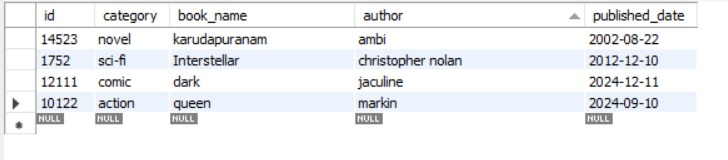 id category book_name author published_date
14523 novel karudapuranam ambi 2002-08-22
1752 sci-fi Interstellar christopher nolan 2012-12-10
12111 comic dark jaculine 2024-12-11
10122 action queen markin 2024-09-10
NULL NULL NULL NULL NULL